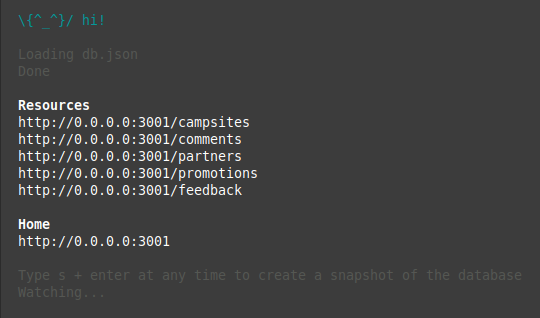 \{^_^}/ hi!
Loading db.json
Done
Resources
http://0.0.0.0:3001/campsites
http://0.0.0.0:3001/comments
http://0.0.0.0:3001/partners
http://0.0.0.0:3001/promotions
http://0.0.0.0:3001/feedback
Home
http://0.0.0.0:3001
Type s + enter at any time to create a snapshot of the database
Watching...